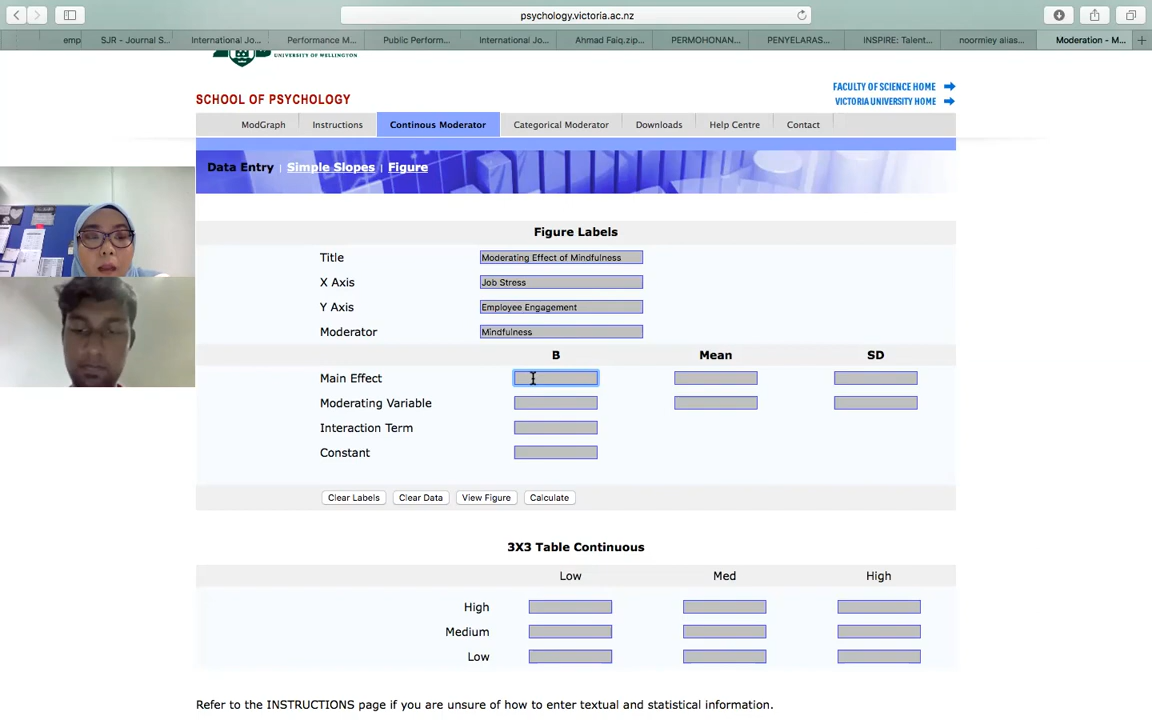 psychology.victoria.ac.nz
emp
SJR - Journal S...
International Jo...
Performance M...
Public Perform...
International Jo...
Ahmad Faiq.zip...
PERMOHONAN...
PENYELARAS...
INSPIRE: Talent...
noormiey alias...
Moderation - M...
UNIVERSITY OF WELLINGTON
FACULTY OF SCIENCE HOME
SCHOOL OF PSYCHOLOGY
VICTORIA UNIVERSITY HOME
ModGraph Instructions Continous Moderator Categorical Moderator Downloads Help Centre Contact
Data Entry | Simple Slopes | Figure
Figure Labels
Title Moderating Effect of Mindfulness
X Axis Job Stress
Y Axis Employee Engagement
Moderator Mindfulness
B Mean SD
Main Effect
Moderating Variable
Interaction Term
Constant
Clear Labels Clear Data View Figure Calculate
3X3 Table Continuous
Low Med High
High
Medium
Low
Refer to the INSTRUCTIONS page if you are unsure of how to enter textual and statistical information.